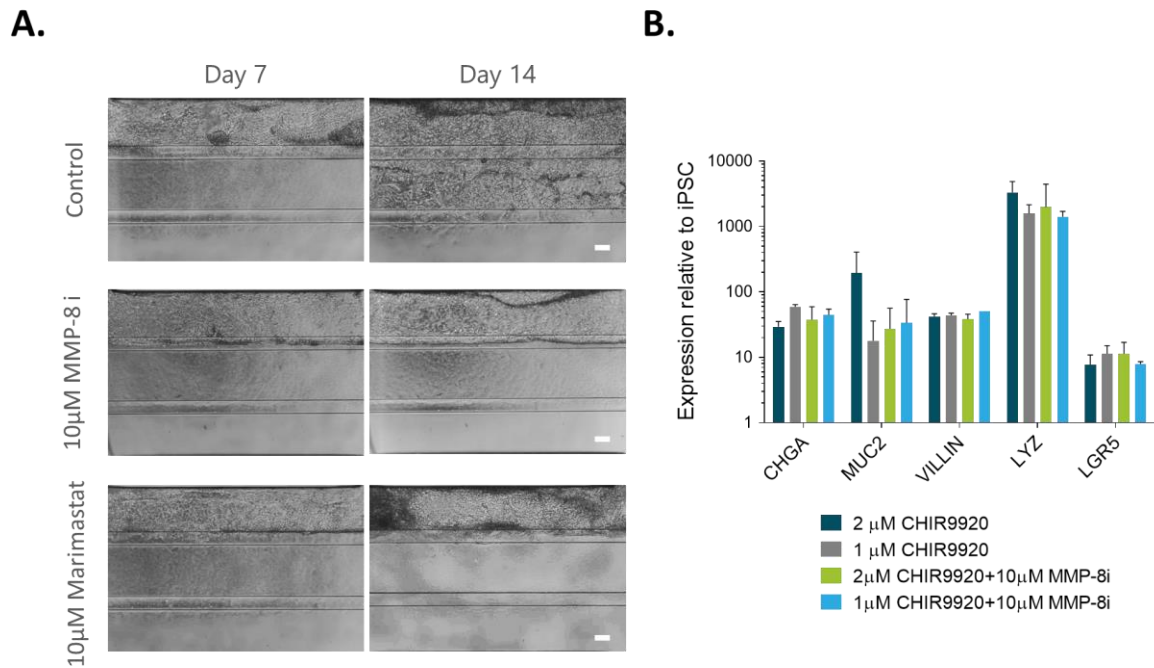 A.
Day 7
Day 14
Control
10µM MMP-8 i
10µM Marimastat
B.
Expression relative to iPSC
10000
1000
100
10
1
CHGA
MUC2
VILLIN
LYZ
LGR5
2 µM CHIR9920
1 µM CHIR9920
2µM CHIR9920+10µM MMP-8i
1µM CHIR9920+10µM MMP-8i